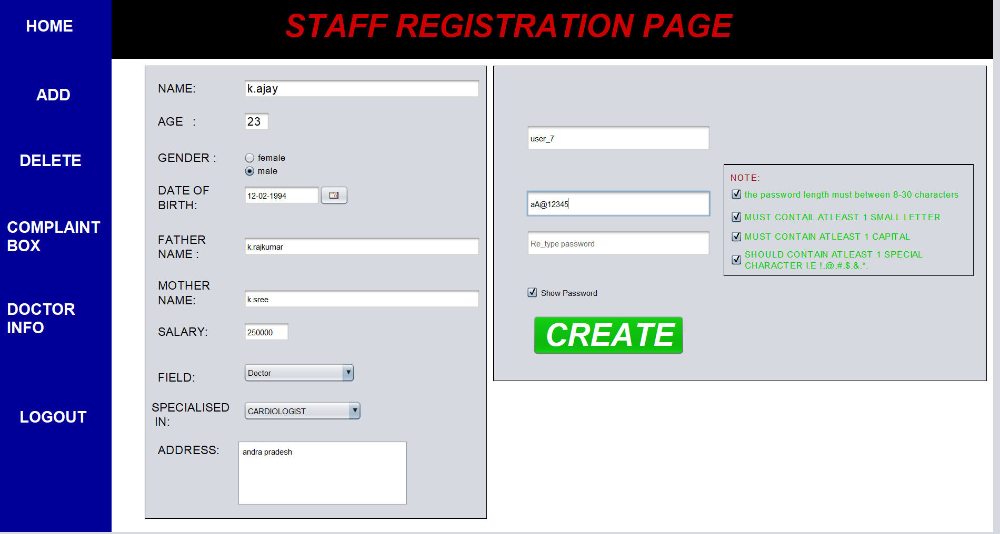 HOME
ADD
DELETE
COMPLAINT
BOX
DOCTOR
INFO
LOGOUT
STAFF REGISTRATION PAGE
NAME:
k.ajay
AGE :
23
GENDER :
female
male
DATE OF
BIRTH:
12-02-1994
FATHER
NAME :
k.rajkumar
MOTHER
NAME:
k.sree
SALARY:
250000
FIELD:
Doctor
SPECIALISED
IN:
CARDIOLOGIST
ADDRESS:
andra pradesh
user_7
aA@12345
Re_type password
Show Password
CREATE
NOTE:
the password length must between 8-30 characters
MUST CONTAIL ATLEAST 1 SMALL LETTER
MUST CONTAIN ATLEAST 1 CAPITAL
SHOULD CONTAIN ATLEAST 1 SPECIAL
CHARACTER I.E !.@.#.$.&.*.